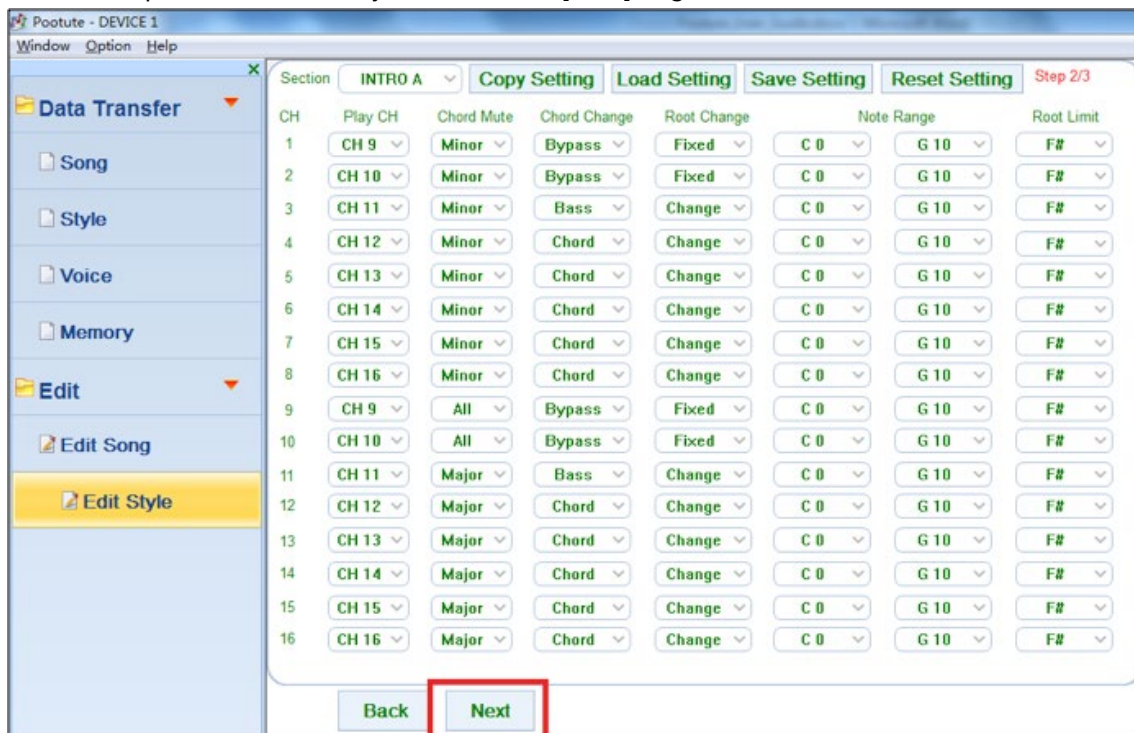 Pootute - DEVICE 1
Window Option Help
Data Transfer
Song
Style
Voice
Memory
Edit
Edit Song
Edit Style
Section INTRO A Copy Setting Load Setting Save Setting Reset Setting Step 2/3
CH Play CH Chord Mute Chord Change Root Change Note Range Root Limit
1 CH 9 Minor Bypass Fixed C 0 G 10 F#
2 CH 10 Minor Bypass Fixed C 0 G 10 F#
3 CH 11 Minor Bass Change C 0 G 10 F#
4 CH 12 Minor Chord Change C 0 G 10 F#
5 CH 13 Minor Chord Change C 0 G 10 F#
6 CH 14 Minor Chord Change C 0 G 10 F#
7 CH 15 Minor Chord Change C 0 G 10 F#
8 CH 16 Minor Chord Change C 0 G 10 F#
9 CH 9 All Bypass Fixed C 0 G 10 F#
10 CH 10 All Bypass Fixed C 0 G 10 F#
11 CH 11 Major Bass Change C 0 G 10 F#
12 CH 12 Major Chord Change C 0 G 10 F#
13 CH 13 Major Chord Change C 0 G 10 F#
14 CH 14 Major Chord Change C 0 G 10 F#
15 CH 15 Major Chord Change C 0 G 10 F#
16 CH 16 Major Chord Change C 0 G 10 F#
Back Next